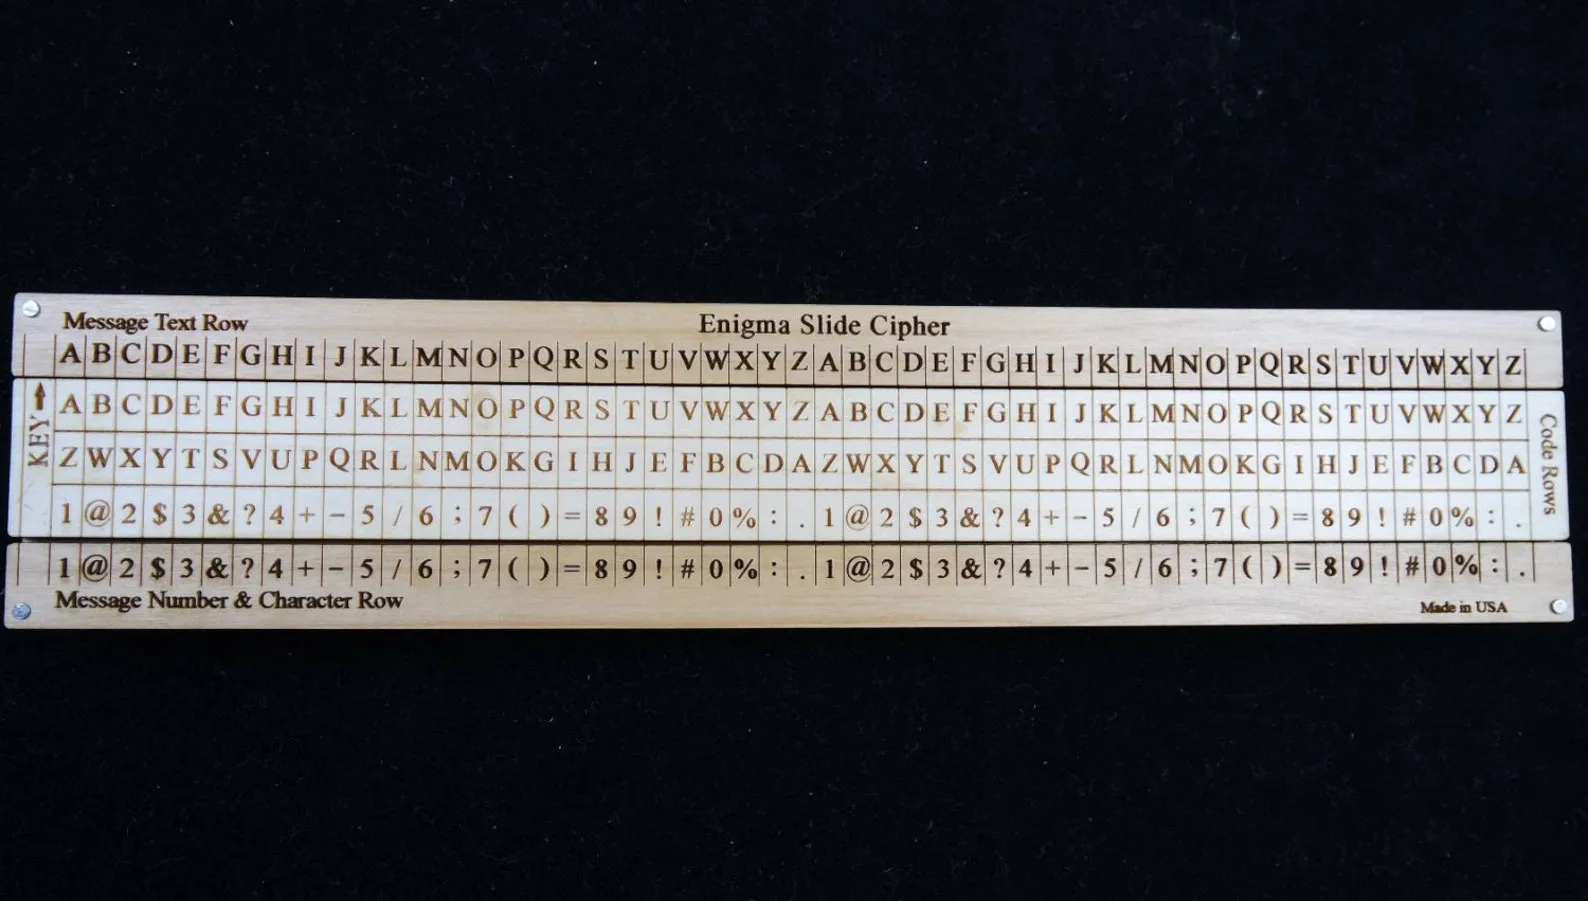 Message Text Row Enigma Slide Cipher
A B C D E F G H I J K L M N O P Q R S T U V W X Y Z A B C D E F G H I J K L M N O P Q R S T U V W X Y Z
KEY
A B C D E F G H I J K L M N O P Q R S T U V W X Y Z A B C D E F G H I J K L M N O P Q R S T U V W X Y Z
Z W X Y T S V U P Q R L N M O K G I H J E F B C D A Z W X Y T S V U P Q R L N M O K G I H J E F B C D A
1 @ 2 $ 3 & ? 4 + - 5 / 6 ; 7 ( ) = 8 9 ! # 0 % : . 1 @ 2 $ 3 & ? 4 + - 5 / 6 ; 7 ( ) = 8 9 ! # 0 % : .
Code Rows
1 @ 2 $ 3 & ? 4 + - 5 / 6 ; 7 ( ) = 8 9 ! # 0 % : . 1 @ 2 $ 3 & ? 4 + - 5 / 6 ; 7 ( ) = 8 9 ! # 0 % : .
Message Number & Character Row Made in USA